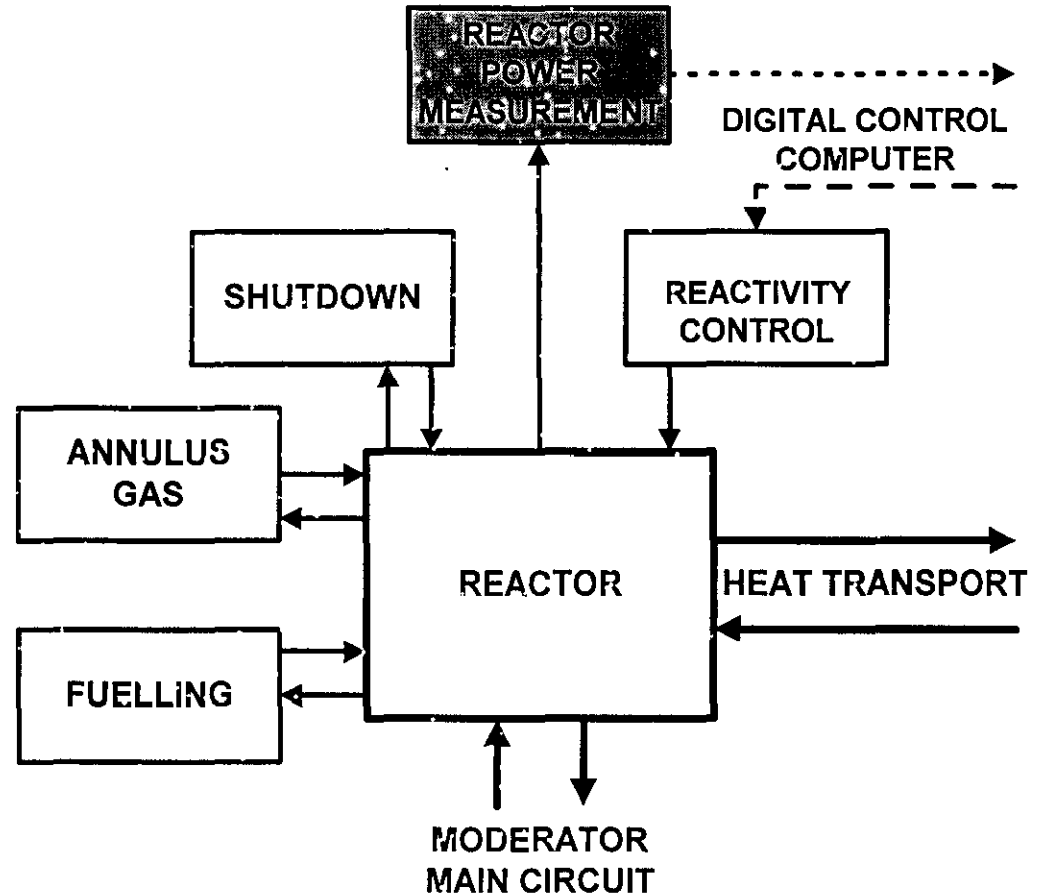 REACTOR
POWER
MEASUREMENT
DIGITAL CONTROL
COMPUTER
SHUTDOWN
REACTIVITY
CONTROL
ANNULUS
GAS
REACTOR
HEAT TRANSPORT
FUELLING
MODERATOR
MAIN CIRCUIT